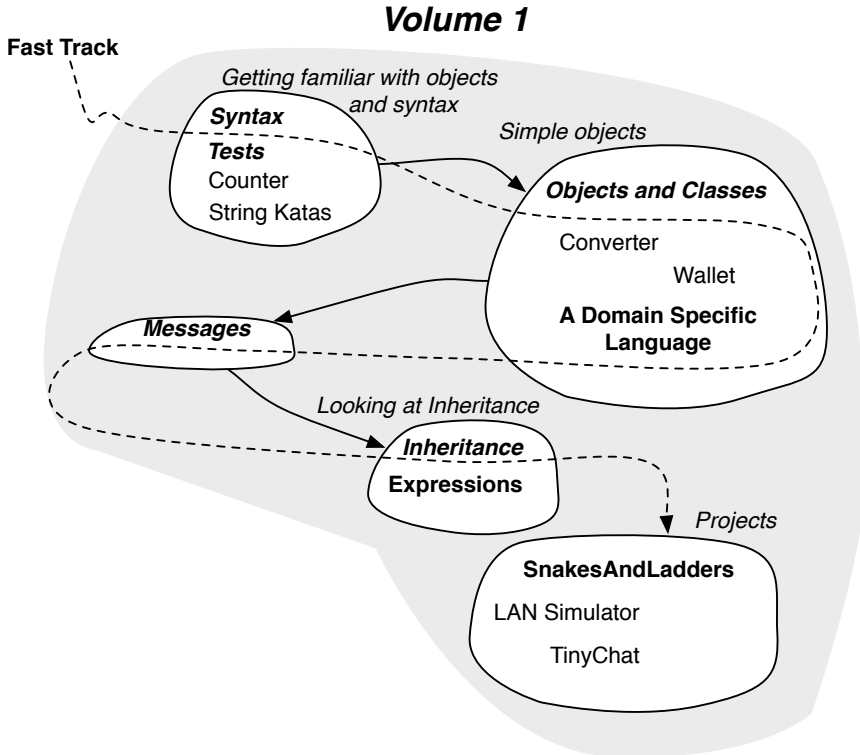 Volume 1
Fast Track
Getting familiar with objects
and syntax
Syntax
Tests
Counter
String Katas
Simple objects
Objects and Classes
Converter
Wallet
A Domain Specific
Language
Messages
Looking at Inheritance
Inheritance
Expressions
Projects
SnakesAndLadders
LAN Simulator
TinyChat